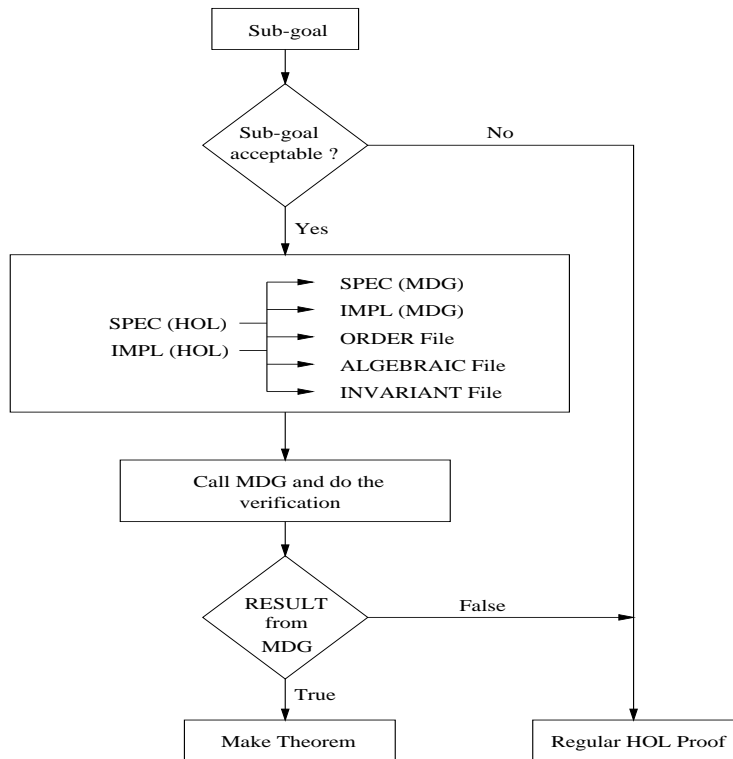 Sub-goal
Sub-goal
acceptable ?
No
Yes
SPEC (HOL)
IMPL (HOL)
SPEC (MDG)
IMPL (MDG)
ORDER File
ALGEBRAIC File
INVARIANT File
Call MDG and do the
verification
RESULT
from
MDG
False
True
Make Theorem
Regular HOL Proof